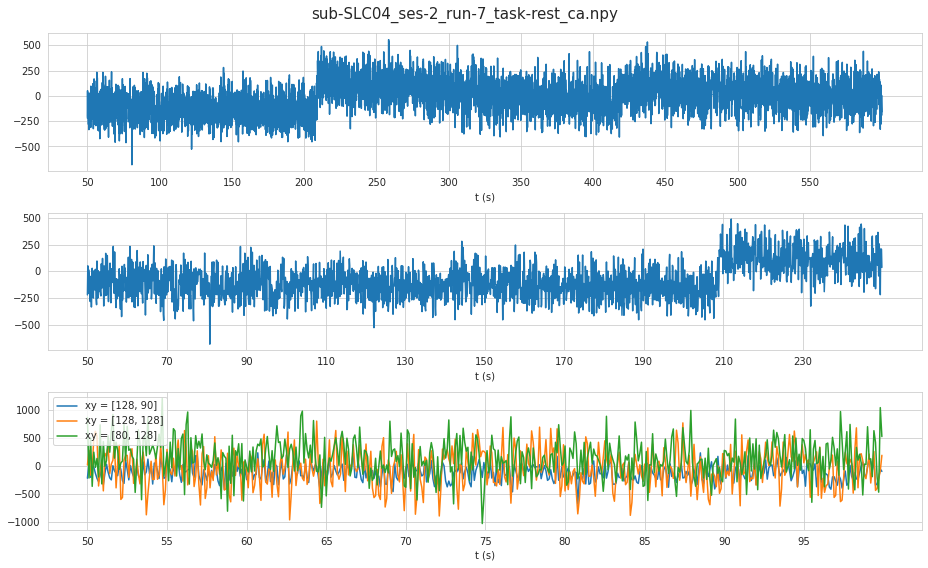 sub-SLC04_ses-2_run-7_task-rest_ca.npy
500
250
0
−250
−500
50 100 150 200 250 300 350 400 450 500 550
t (s)
500
250
0
−250
−500
50 70 90 110 130 150 170 190 210 230
t (s)
1000
500
0
−500
−1000
xy = [128, 90]
xy = [128, 128]
xy = [80, 128]
50 55 60 65 70 75 80 85 90 95
t (s)